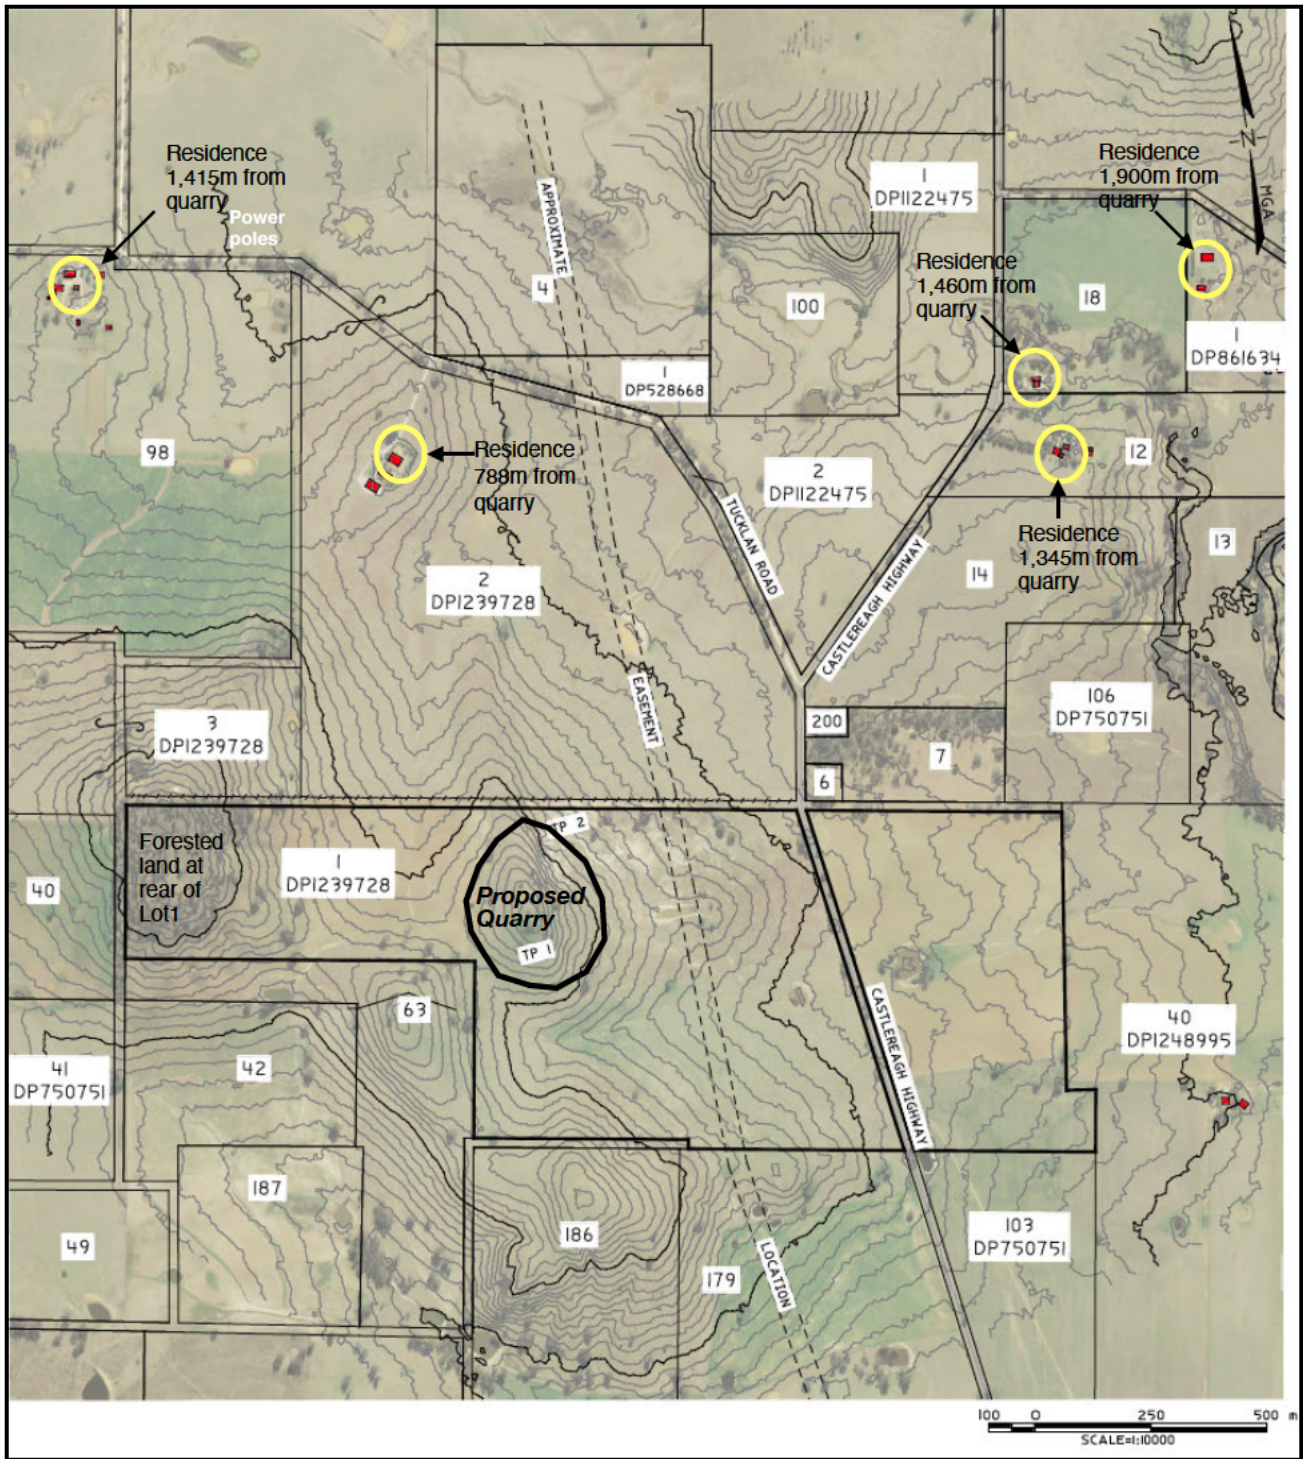 Residence
1,415m from
quarry
Power
poles
APPROXIMATE
4
1
DP1122475
Residence
1,900m from
quarry
N
MGA
Residence
1,460m from
quarry
100
18
1
DP861634
1
DP528668
98
Residence
788m from
quarry
2
DP1122475
12
TUCKLAN ROAD
CASTLEREAGH HIGHWAY
Residence
1,345m from
quarry
13
14
2
DP1239728
EASEMENT
3
DP1239728
200
106
DP750751
7
6
Forested
land at
rear of
Lot1
1
DP1239728
40
TP 2
Proposed
Quarry
TP 1
63
CASTLEREAGH HIGHWAY
40
DP1248995
41
DP750751
42
187
49
186
179
LOCATION
103
DP750751
100 0 250 500 m
SCALE=1:10000